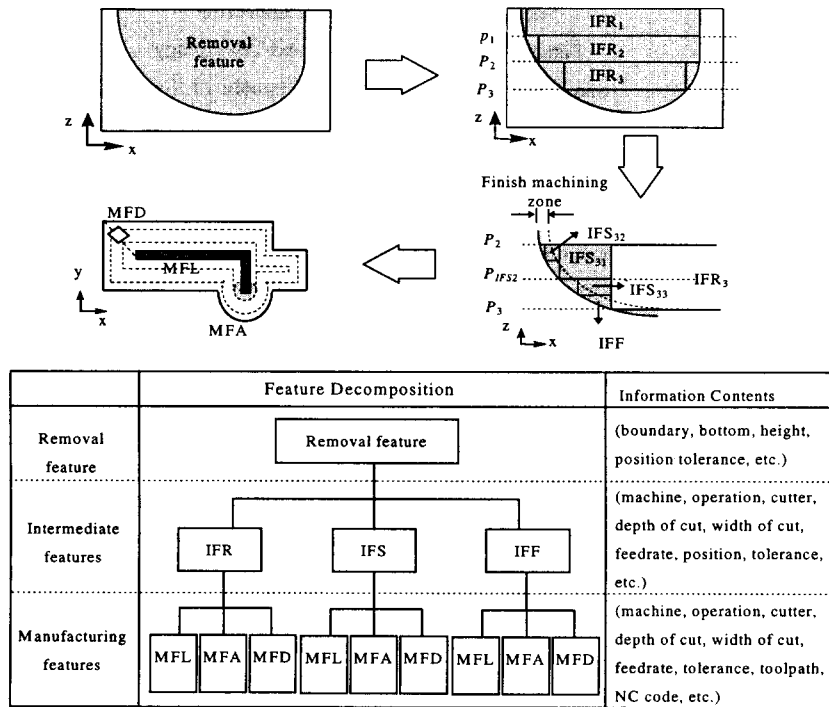 Removal
feature
z
x
IFR1
p1
IFR2
P2
IFR3
P3
z
x
Finish machining
zone
IFS32
P2
IFS31
PIFS2
IFR3
IFS33
P3
z
x
IFF
MFD
MFL
y
x
MFA
Feature Decomposition
Information Contents
Removal
feature
Removal feature
(boundary, bottom, height,
position tolerance, etc.)
Intermediate
features
IFR
IFS
IFF
(machine, operation, cutter,
depth of cut, width of cut,
feedrate, position, tolerance,
etc.)
Manufacturing
features
MFL MFA MFD MFL MFA MFD MFL MFA MFD
(machine, operation, cutter,
depth of cut, width of cut,
feedrate, tolerance, toolpath,
NC code, etc.)